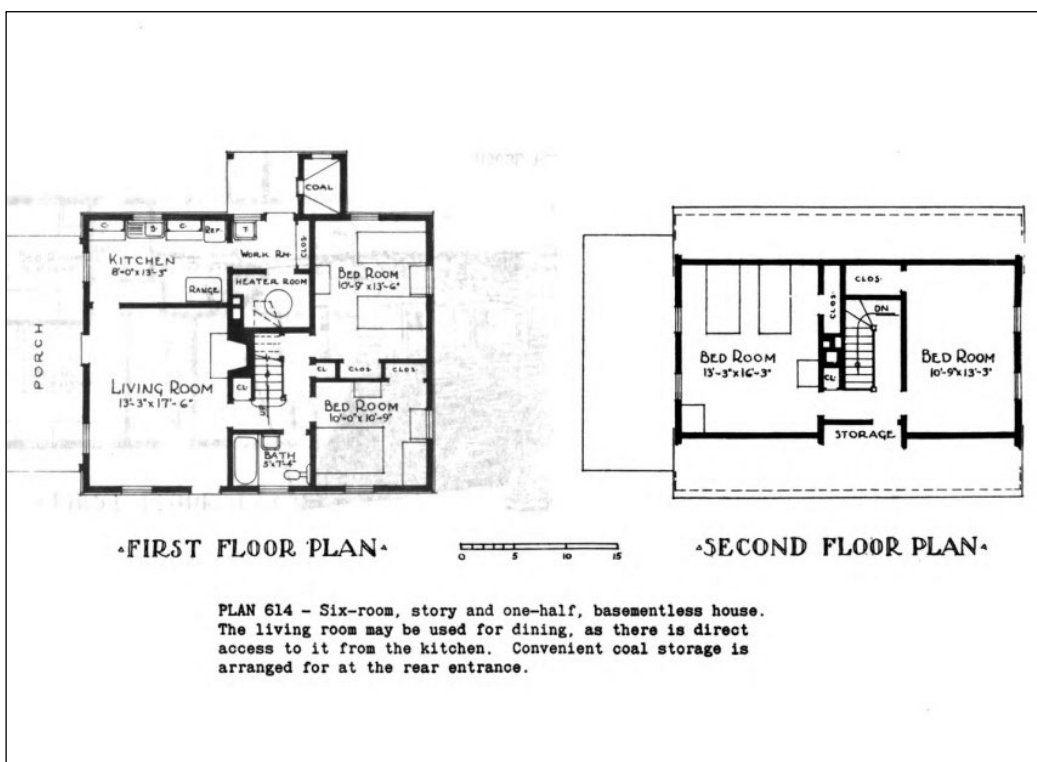 COAL
C.
S.
C.
REF.
T.
WORK RM.
CLOS.
KITCHEN
8'-0" x 13'-3"
RANGE
HEATER ROOM
BED ROOM
10'-9" x 13'-6"
PORCH
LIVING ROOM
13'-3" x 17'-6"
CL.
UP
CL.
CLOS.
CLOS.
BED ROOM
10'-0" x 10'-9"
BATH
5' x 7'-4"
CLOS.
CLOS.
DN
BED ROOM
13'-3" x 16'-3"
CL.
BED ROOM
10'-9" x 13'-3"
STORAGE
·FIRST FLOOR PLAN·
0 5 10 15
·SECOND FLOOR PLAN·
PLAN 614 - Six-room, story and one-half, basementless house.
The living room may be used for dining, as there is direct
access to it from the kitchen. Convenient coal storage is
arranged for at the rear entrance.